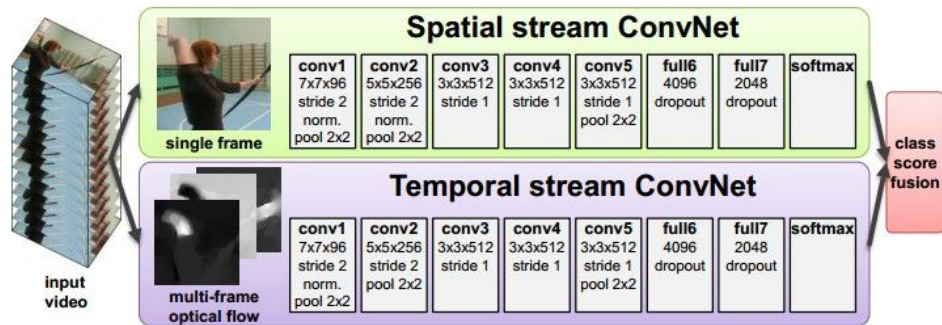 Spatial stream ConvNet
conv1
7x7x96
stride 2
norm.
pool 2x2
conv2
5x5x256
stride 2
norm.
pool 2x2
conv3
3x3x512
stride 1
conv4
3x3x512
stride 1
conv5
3x3x512
stride 1
pool 2x2
full6
4096
dropout
full7
2048
dropout
softmax
single frame
Temporal stream ConvNet
conv1
7x7x96
stride 2
norm.
pool 2x2
conv2
5x5x256
stride 2
pool 2x2
conv3
3x3x512
stride 1
conv4
3x3x512
stride 1
conv5
3x3x512
stride 1
pool 2x2
full6
4096
dropout
full7
2048
dropout
softmax
multi-frame
optical flow
input
video
class
score
fusion